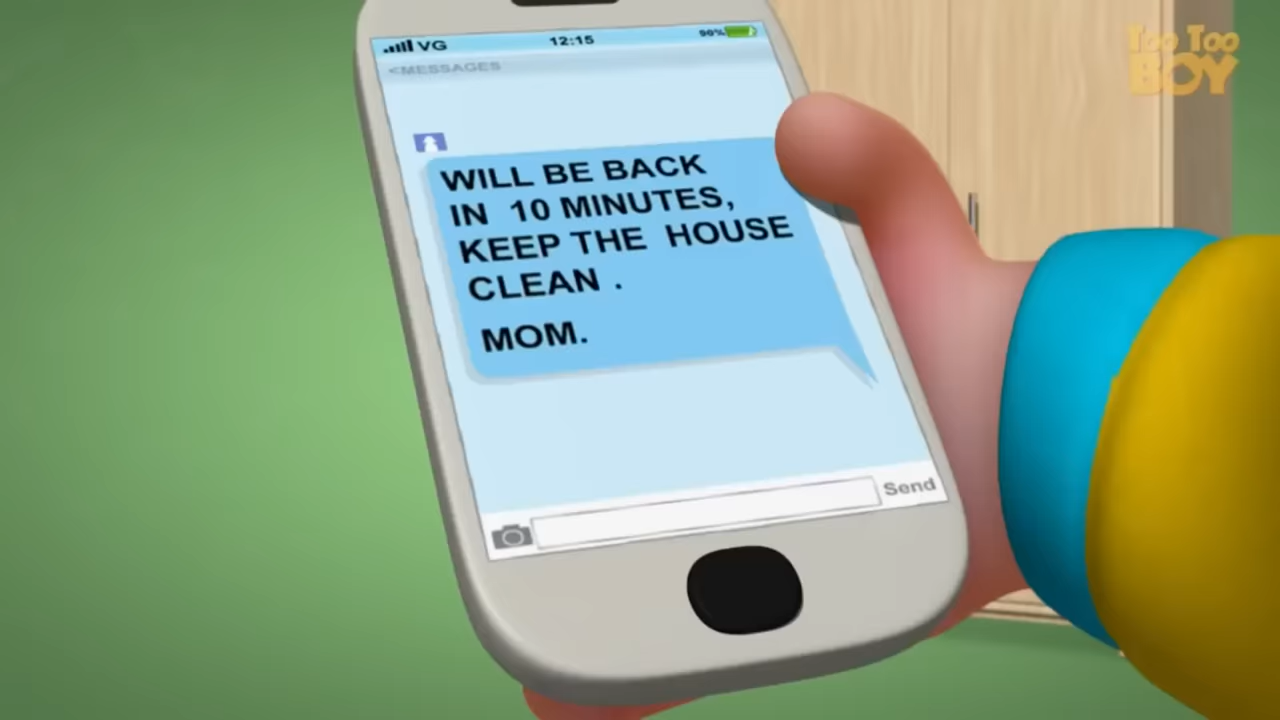 VG 12:15 90%
<MESSAGES
WILL BE BACK
IN 10 MINUTES,
KEEP THE HOUSE
CLEAN .
MOM.
Send
Too Too
BOY